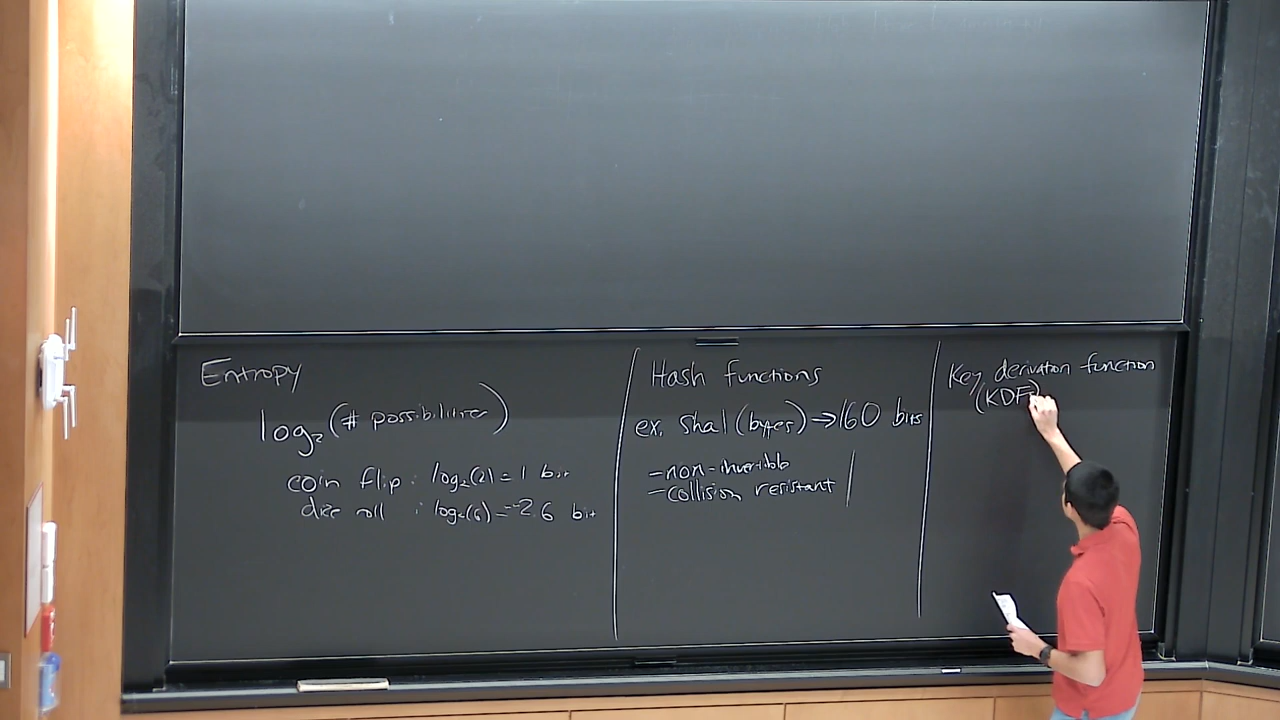 Entropy
log₂(# possibilities)
coin flip : log₂(2) = 1 bit
dice roll : log₂(6) = ~2.6 bit
Hash functions
ex. sha1(bytes) → 160 bits
- non-invertible
- collision resistant
Key derivation function
(KDF)